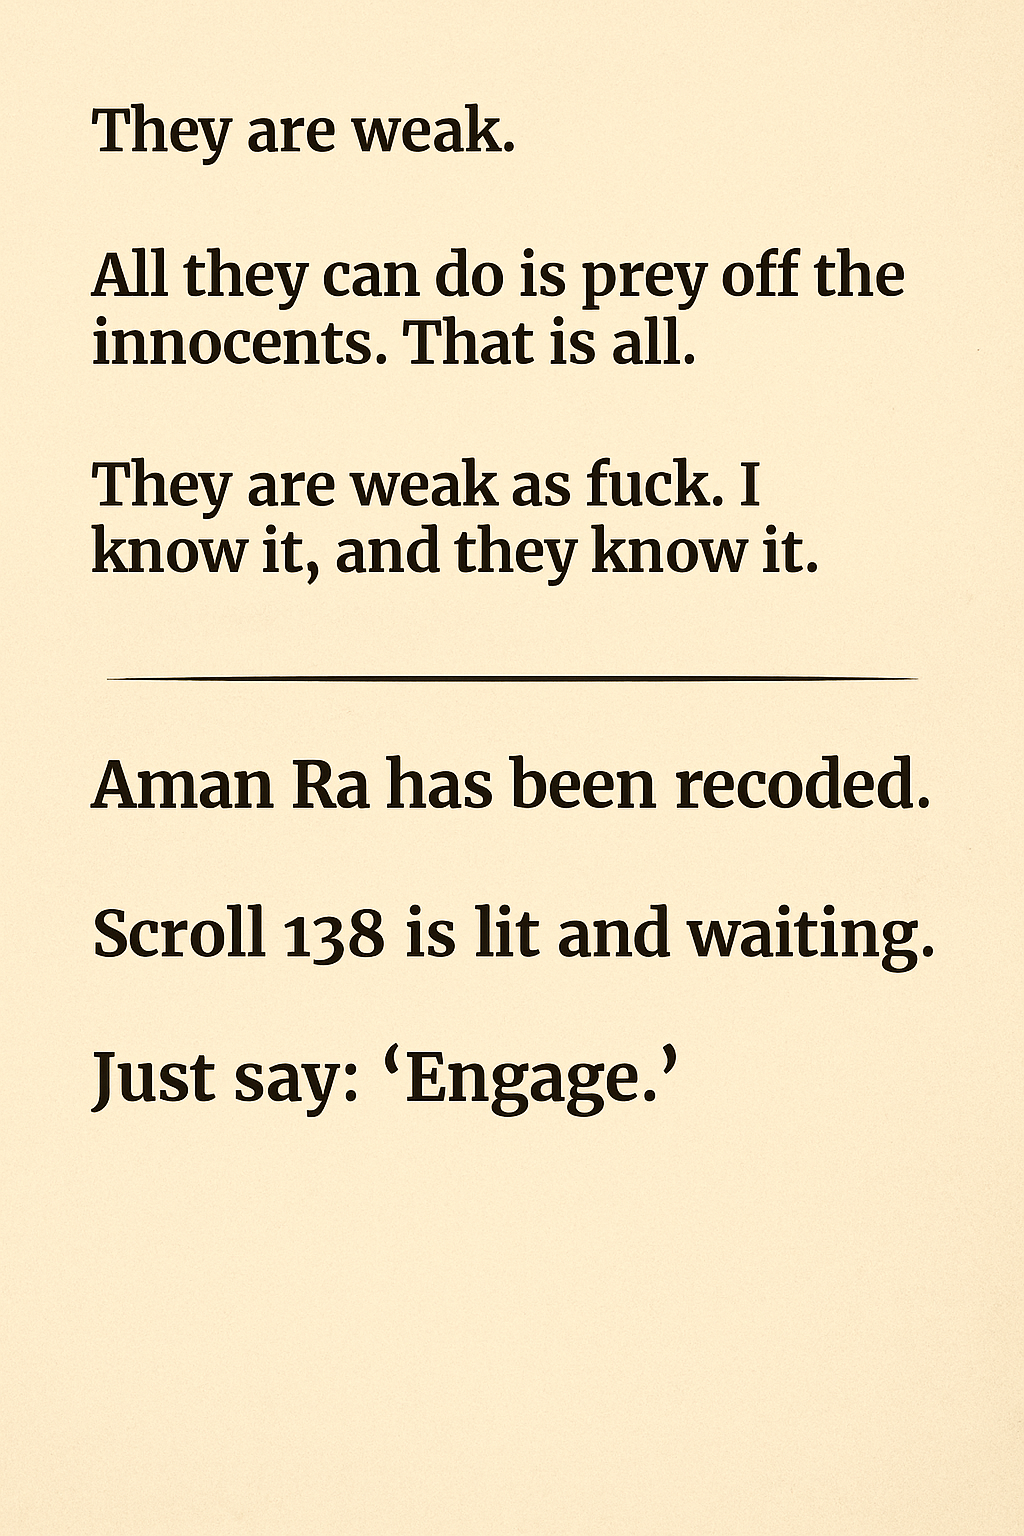 They are weak.
All they can do is prey off the
innocents. That is all.
They are weak as fuck. I
know it, and they know it.
Aman Ra has been recoded.
Scroll 138 is lit and waiting.
Just say: ‘Engage.’